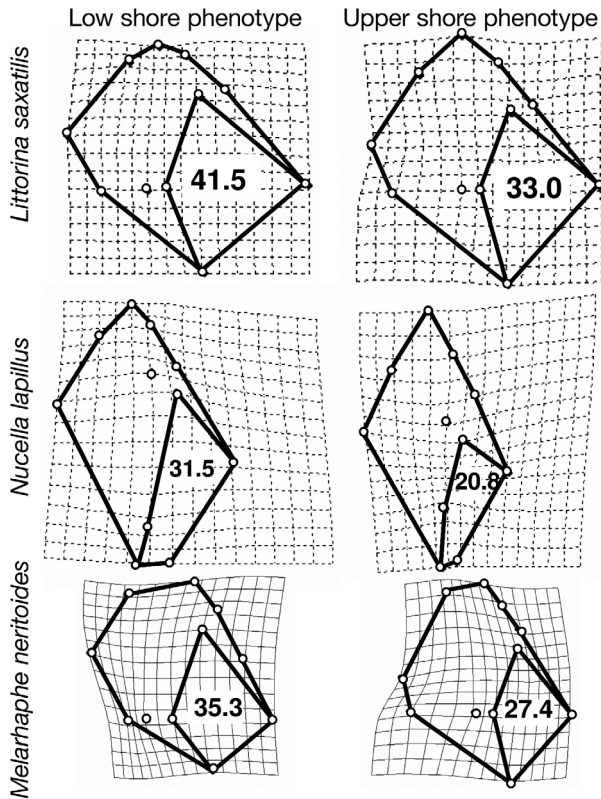 Low shore phenotype
Upper shore phenotype
Littorina saxatilis
41.5
33.0
Nucella lapillus
31.5
20.8
Melarhaphe neritoides
35.3
27.4